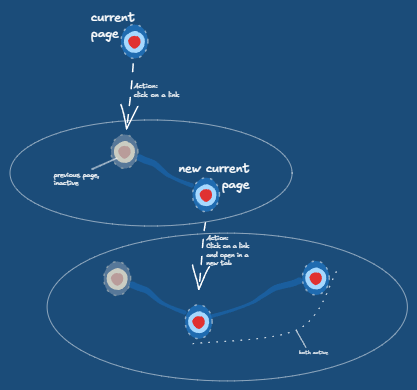 current
page
Action:
click on a link
previous page,
inactive
new current
page
Action:
Click on a link
and open in a
new tab
both active